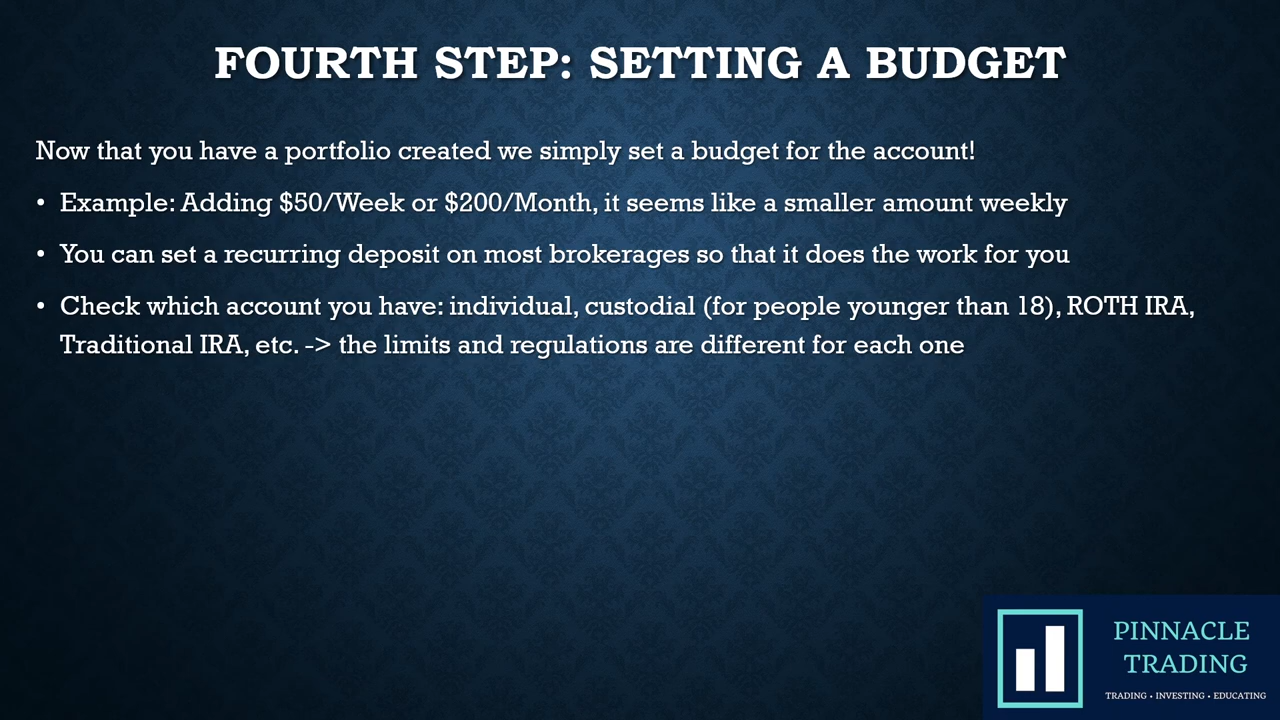 FOURTH STEP: SETTING A BUDGET
Now that you have a portfolio created we simply set a budget for the account!
• Example: Adding $50/Week or $200/Month, it seems like a smaller amount weekly
• You can set a recurring deposit on most brokerages so that it does the work for you
• Check which account you have: individual, custodial (for people younger than 18), ROTH IRA,
Traditional IRA, etc. -> the limits and regulations are different for each one
PINNACLE
TRADING
TRADING • INVESTING • EDUCATING